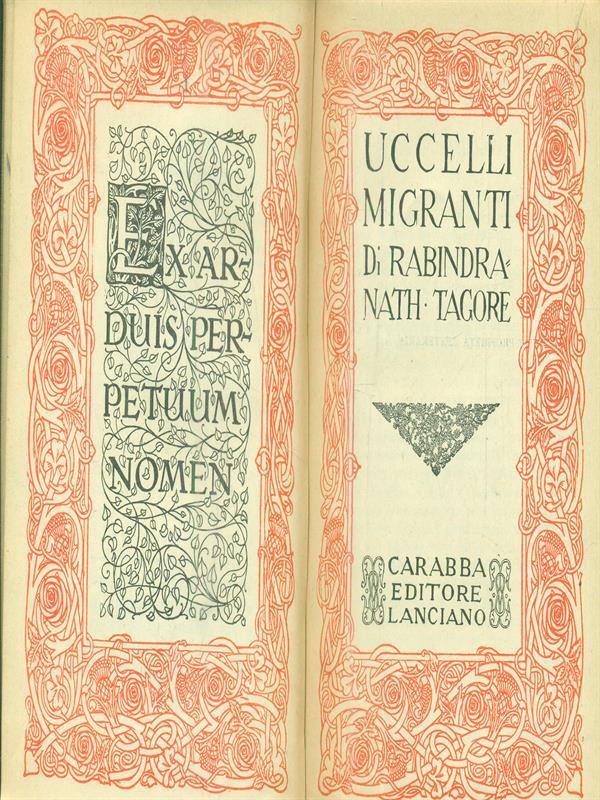 EX AR-
DUIS PER-
PETUUM
NOMEN
UCCELLI
MIGRANTI
Di RABINDRA=
NATH · TAGORE
CARABBA
EDITORE
LANCIANO